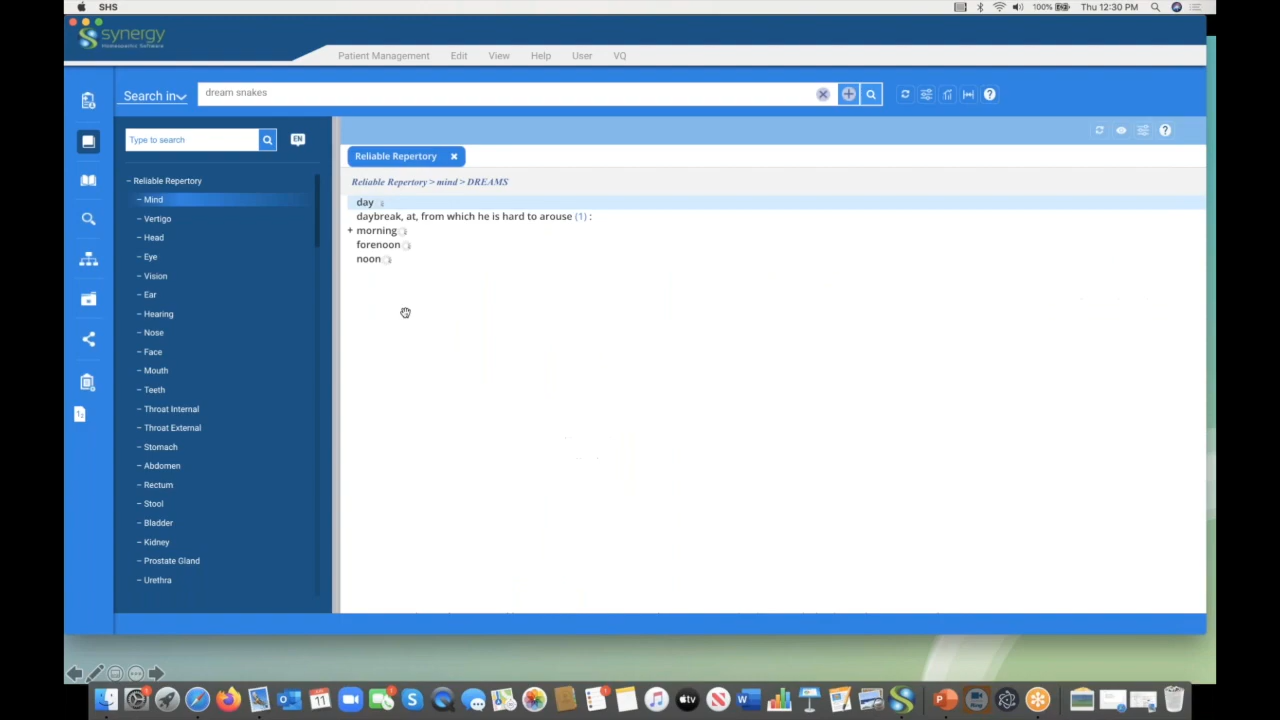 SHS
100%
Thu 12:30 PM
synergy
Homeopathic Software
Patient Management
Edit
View
Help
User
VQ
Search in
dream snakes
Type to search
EN
Reliable Repertory
Reliable Repertory > mind > DREAMS
– Reliable Repertory
– Mind
– Vertigo
– Head
– Eye
– Vision
– Ear
– Hearing
– Nose
– Face
– Mouth
– Teeth
– Throat Internal
– Throat External
– Stomach
– Abdomen
– Rectum
– Stool
– Bladder
– Kidney
– Prostate Gland
– Urethra
day
daybreak, at, from which he is hard to arouse (1) :
+ morning
forenoon
noon